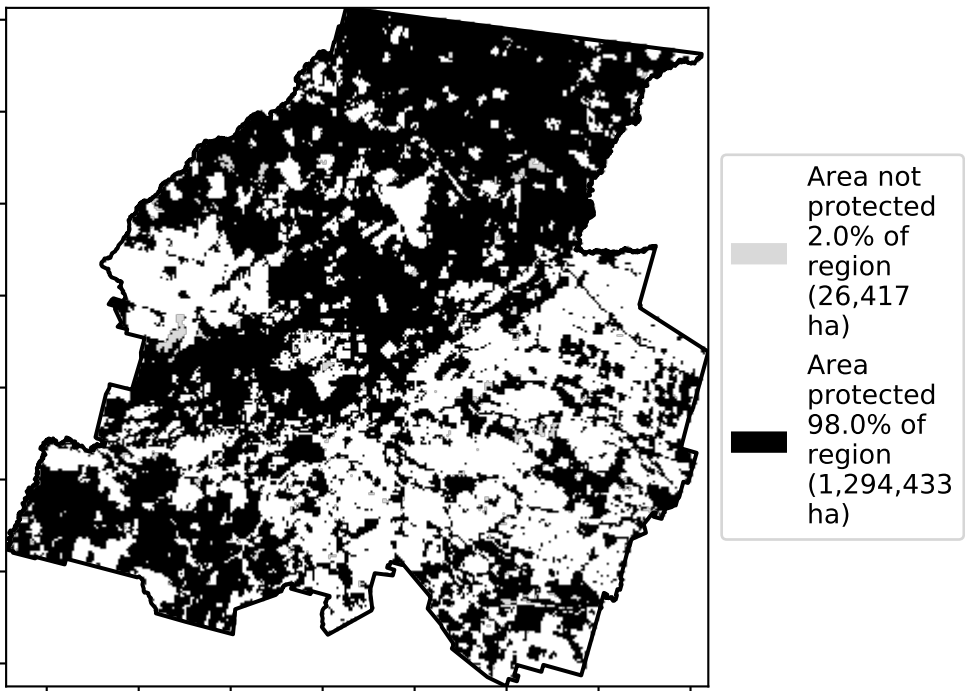 Area not
protected
2.0% of
region
(26,417
ha)
Area
protected
98.0% of
region
(1,294,433
ha)